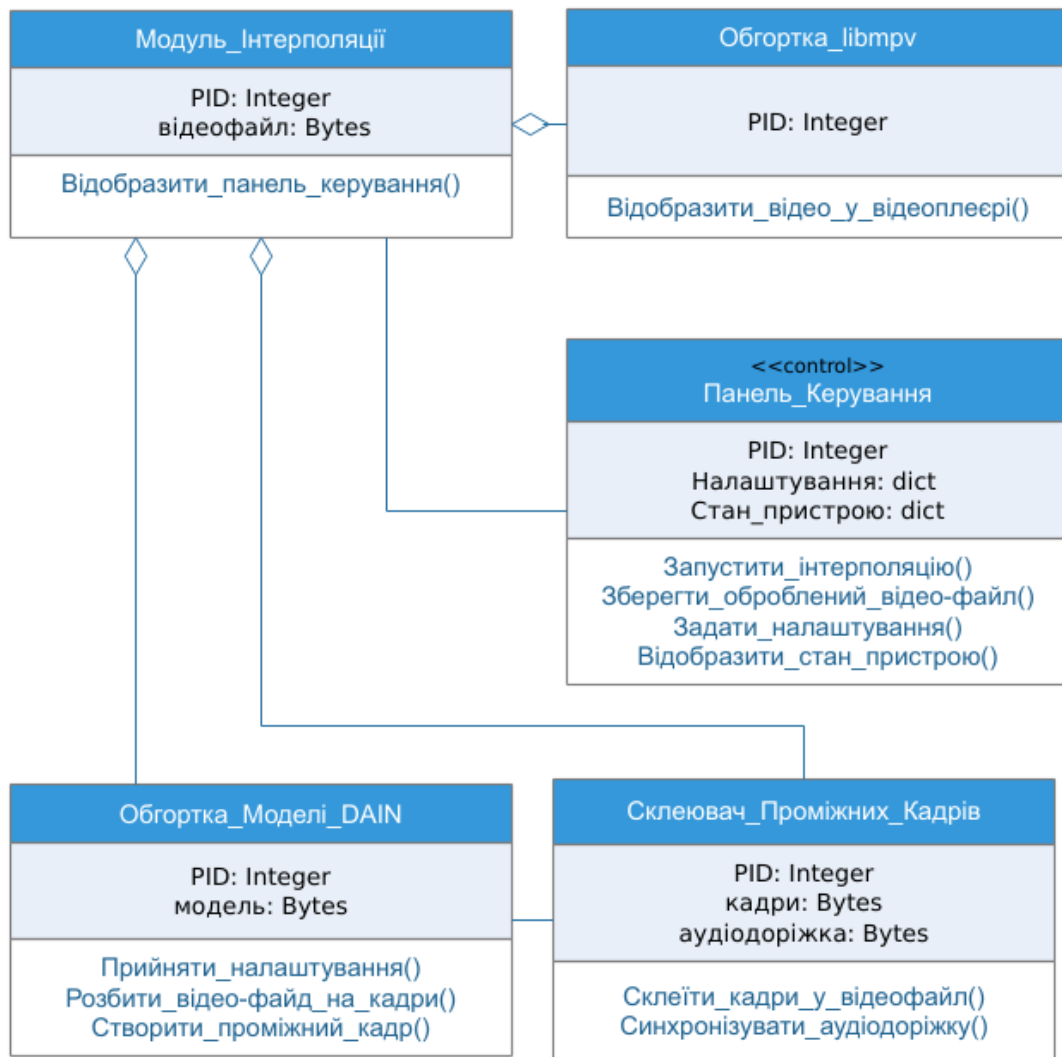 Модуль_Інтерполяції
PID: Integer
відеофайл: Bytes
Відобразити_панель_керування()
Обгортка_libmpv
PID: Integer
Відобразити_відео_у_відеоплеєрі()
<<control>>
Панель_Керування
PID: Integer
Налаштування: dict
Стан_пристрою: dict
Запустити_інтерполяцію()
Зберегти_оброблений_відео-файл()
Задати_налаштування()
Відобразити_стан_пристрою()
Обгортка_Моделі_DAIN
PID: Integer
модель: Bytes
Прийняти_налаштування()
Розбити_відео-файд_на_кадри()
Створити_проміжний_кадр()
Склеювач_Проміжних_Кадрів
PID: Integer
кадри: Bytes
аудіодоріжка: Bytes
Склеїти_кадри_у_відеофайл()
Синхронізувати_аудіодоріжку()